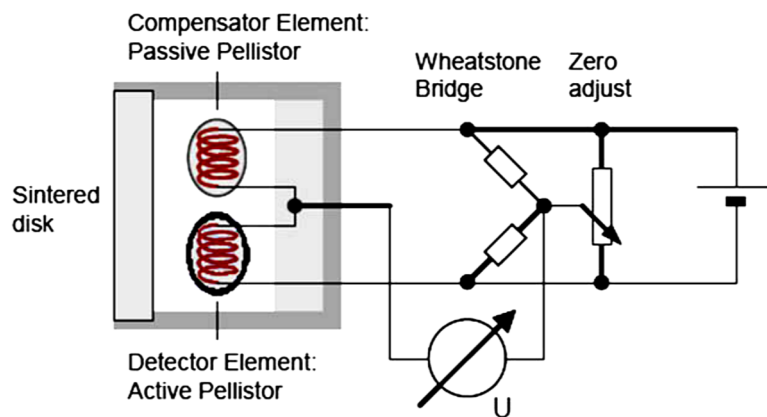 Compensator Element:
Passive Pellistor
Wheatstone
Bridge
Zero
adjust
Sintered
disk
Detector Element:
Active Pellistor
U